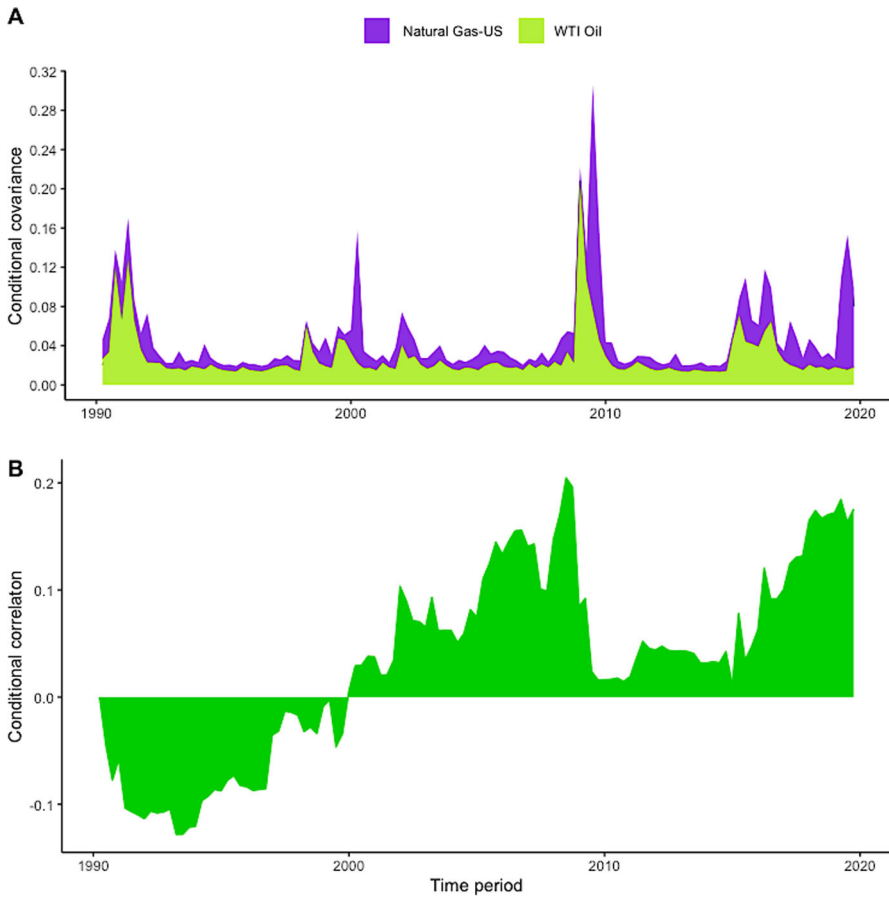 A
Natural Gas-US WTI Oil
Conditional covariance
0.32
0.28
0.24
0.20
0.16
0.12
0.08
0.04
0.00
1990 2000 2010 2020
B
Conditional correlaton
0.2
0.1
0.0
-0.1
1990 2000 2010 2020
Time period